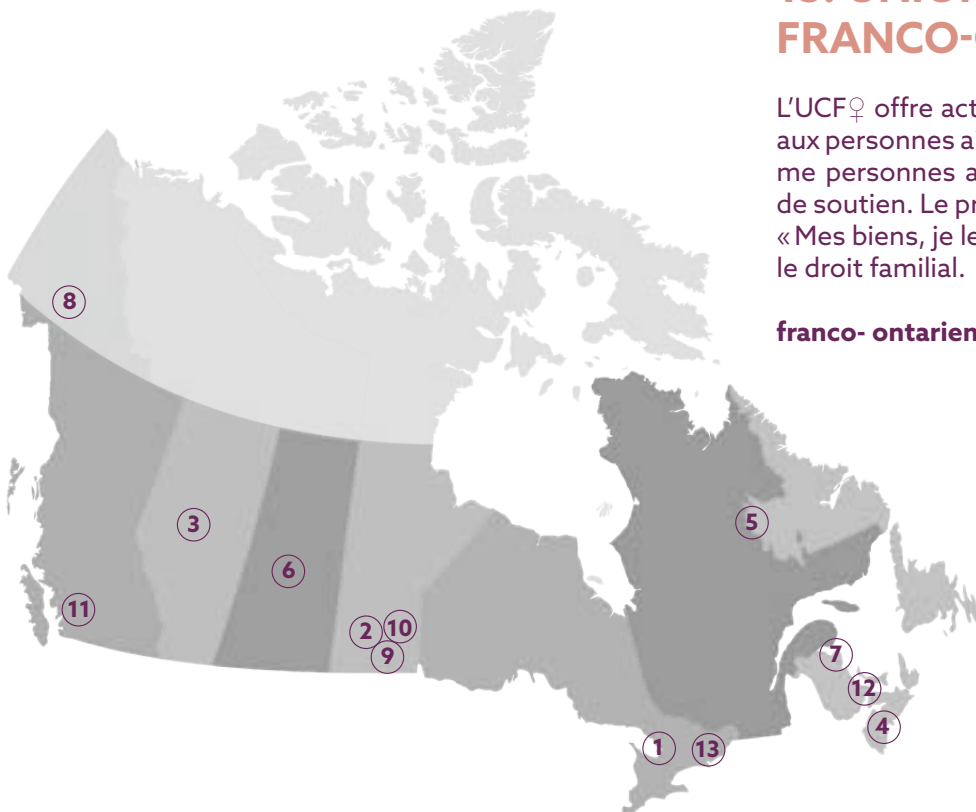 FRANCO-
L'UCF♀ offre act
aux personnes a
me personnes a
de soutien. Le pr
« Mes biens, je le
le droit familial.
franco- ontarien
8
3
5
6
11
2
10
9
7
12
4
1
13